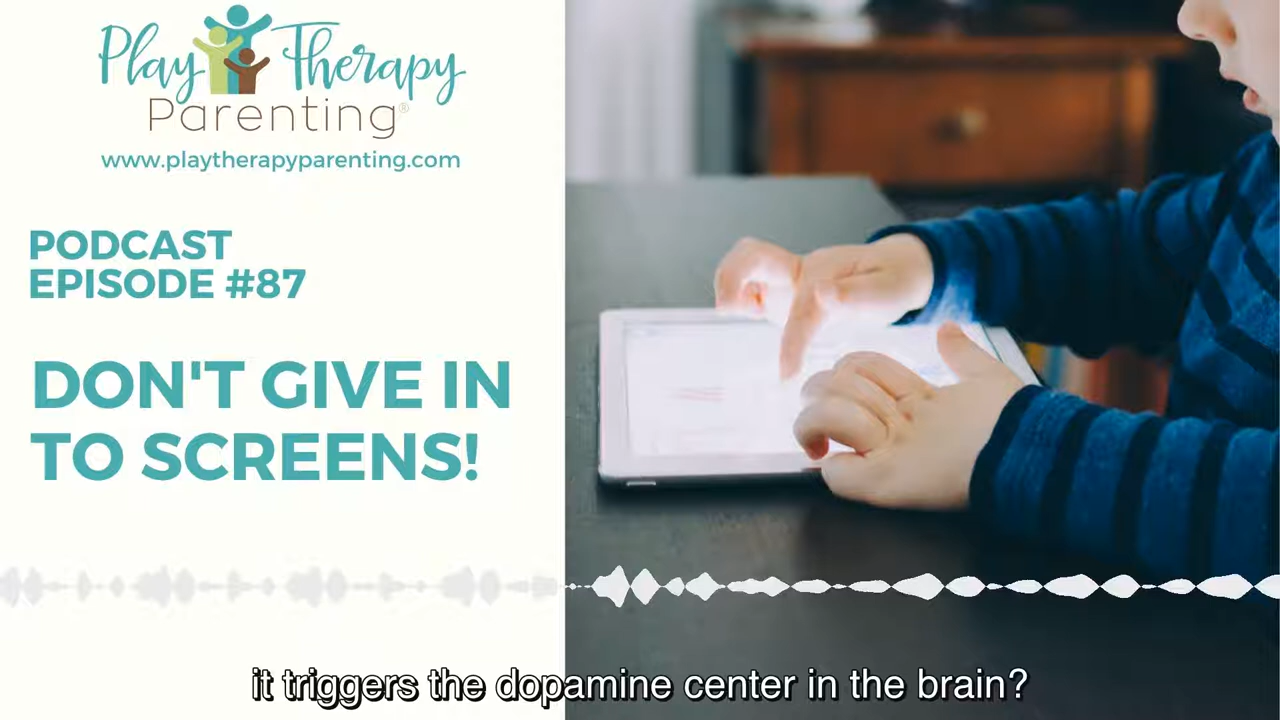 Play Therapy
Parenting®
www.playtherapyparenting.com
PODCAST
EPISODE #87
DON'T GIVE IN
TO SCREENS!
it triggers the dopamine center in the brain?